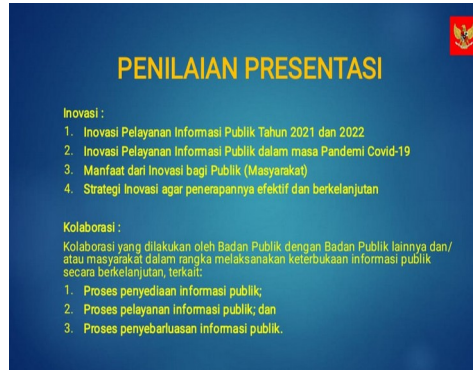 PENILAIAN PRESENTASI
Inovasi :
1. Inovasi Pelayanan Informasi Publik Tahun 2021 dan 2022
2. Inovasi Pelayanan Informasi Publik dalam masa Pandemi Covid-19
3. Manfaat dari Inovasi bagi Publik (Masyarakat)
4. Strategi Inovasi agar penerapannya efektif dan berkelanjutan
Kolaborasi :
Kolaborasi yang dilakukan oleh Badan Publik dengan Badan Publik lainnya dan/
atau masyarakat dalam rangka melaksanakan keterbukaan informasi publik
secara berkelanjutan, terkait:
1. Proses penyediaan informasi publik;
2. Proses pelayanan informasi publik; dan
3. Proses penyebarluasan informasi publik.